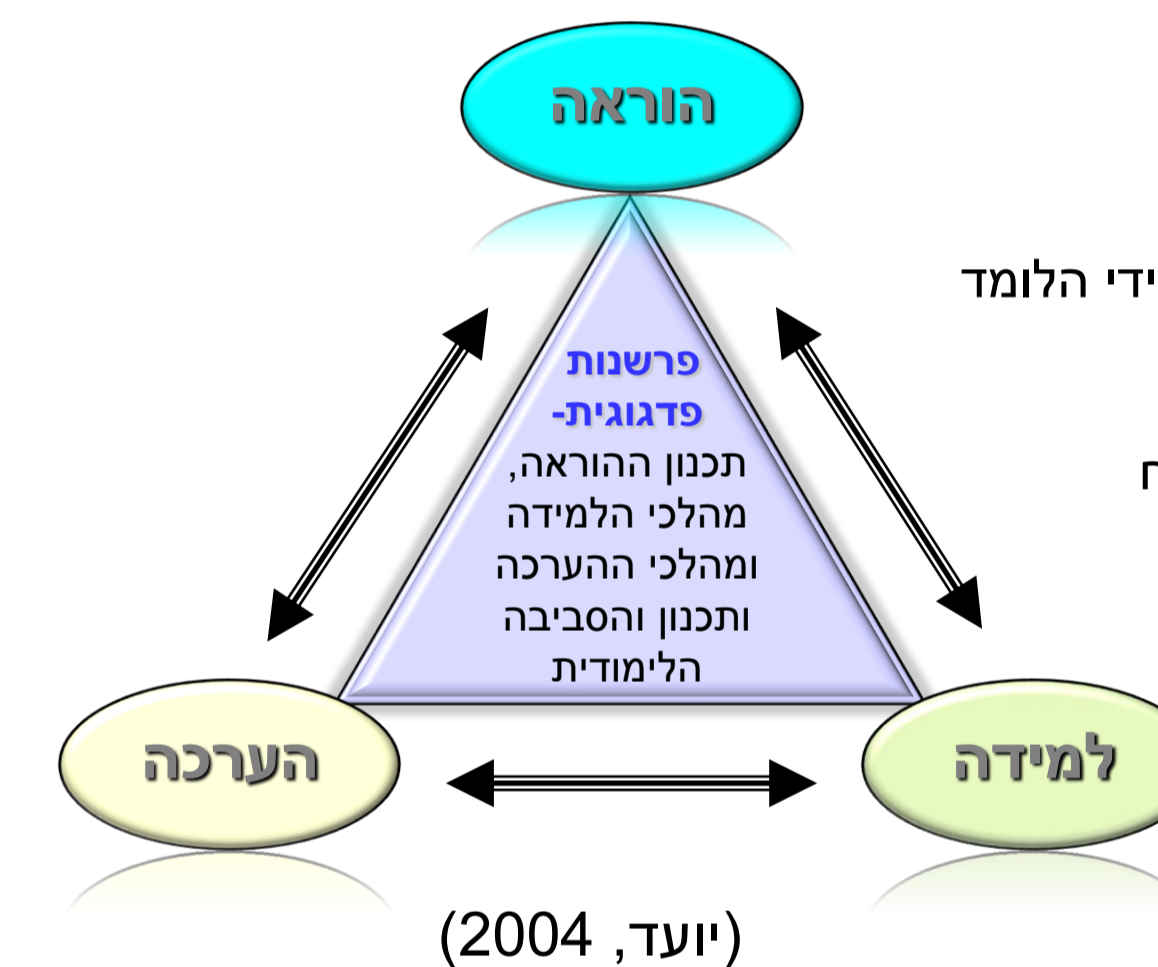 הוראה
ידי הלומד
פרשנות
פדגוגית-
תכנון ההוראה,
ח
מהלכי הלמידה
ומהלכי ההערכה
ותכנון והסביבה
הלימודית
למידה
הערכה
(יועד, 2004)